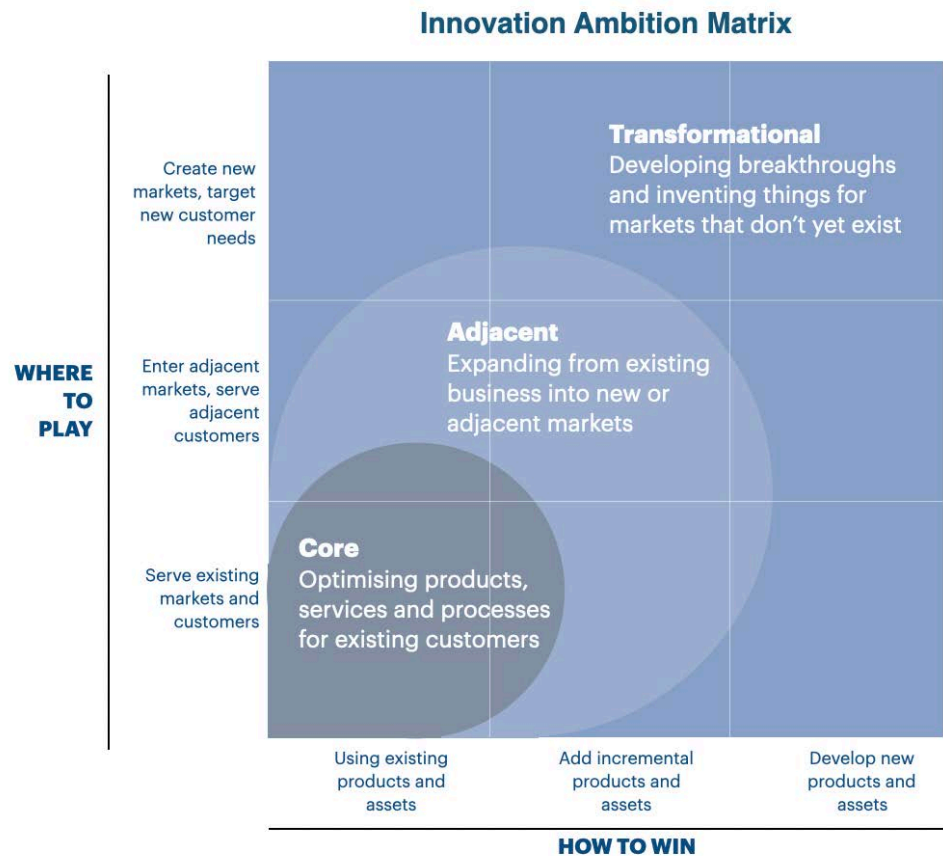 Innovation Ambition Matrix
Transformational
Developing breakthroughs
and inventing things for
markets that don't yet exist
Create new
markets, target
new customer
needs
Adjacent
Expanding from existing
business into new or
adjacent markets
WHERE
TO
PLAY
Enter adjacent
markets, serve
adjacent
customers
Core
Optimising products,
services and processes
for existing customers
Serve existing
markets and
customers
Using existing
products and
assets
Add incremental
products and
assets
Develop new
products and
assets
HOW TO WIN